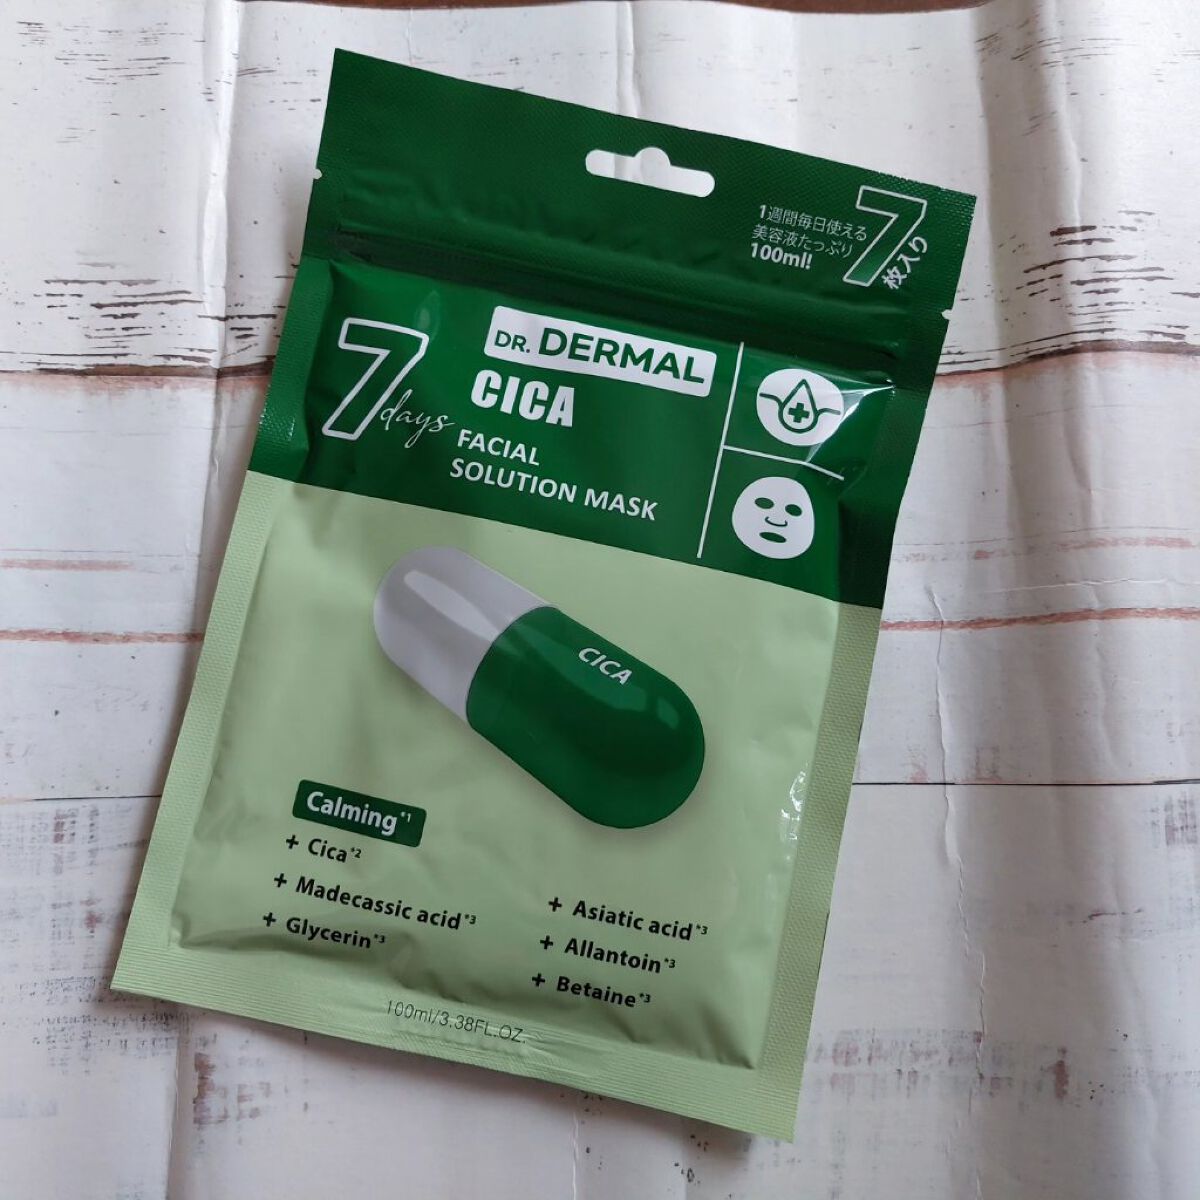 1週間毎日使える
美容液たっぷり
100ml!
7枚入り
7days
DR. DERMAL
CICA
FACIAL
SOLUTION MASK
CICA
Calming*1
+ Cica*2
+ Madecassic acid*3
+ Glycerin*3
+ Asiatic acid*3
+ Allantoin*3
+ Betaine*3
100ml/3.38FL.OZ.